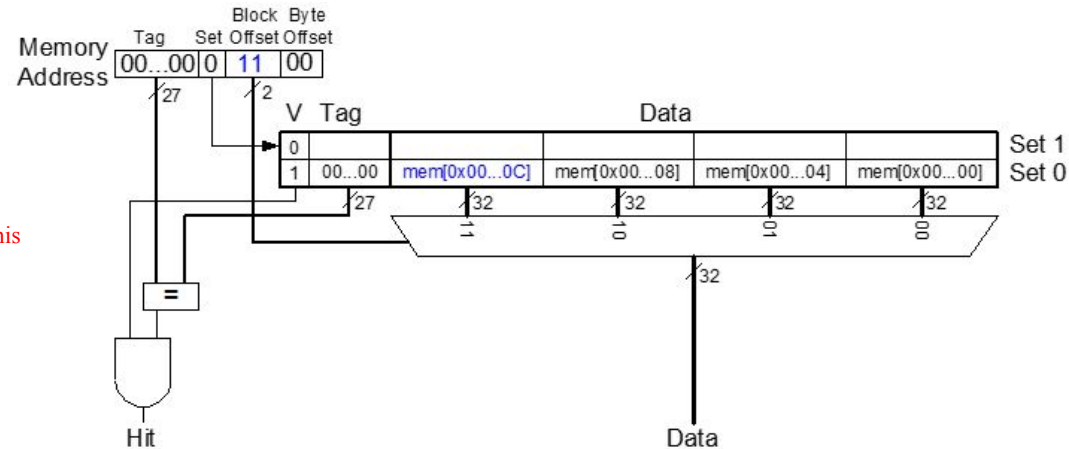 Block Byte
Tag Set Offset Offset
Memory
Address
00...00 0 11 00
27 2
V Tag Data
0 Set 1
1 00...00 mem[0x00...0C] mem[0x00...08] mem[0x00...04] mem[0x00...00] Set 0
27 32 32 32 32
11 10 01 00
32
=
Hit Data